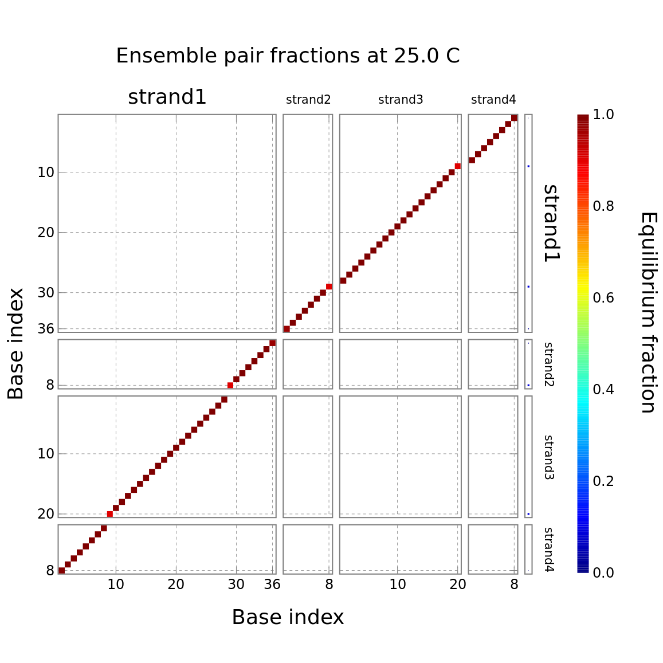 Ensemble pair fractions at 25.0 C
strand1
strand2
strand3
strand4
10
20
30
36
8
10
20
8
strand1
strand2
strand3
strand4
Base index
10
20
30
36
8
10
20
8
Base index
1.0
0.8
0.6
0.4
0.2
0.0
Equilibrium fraction